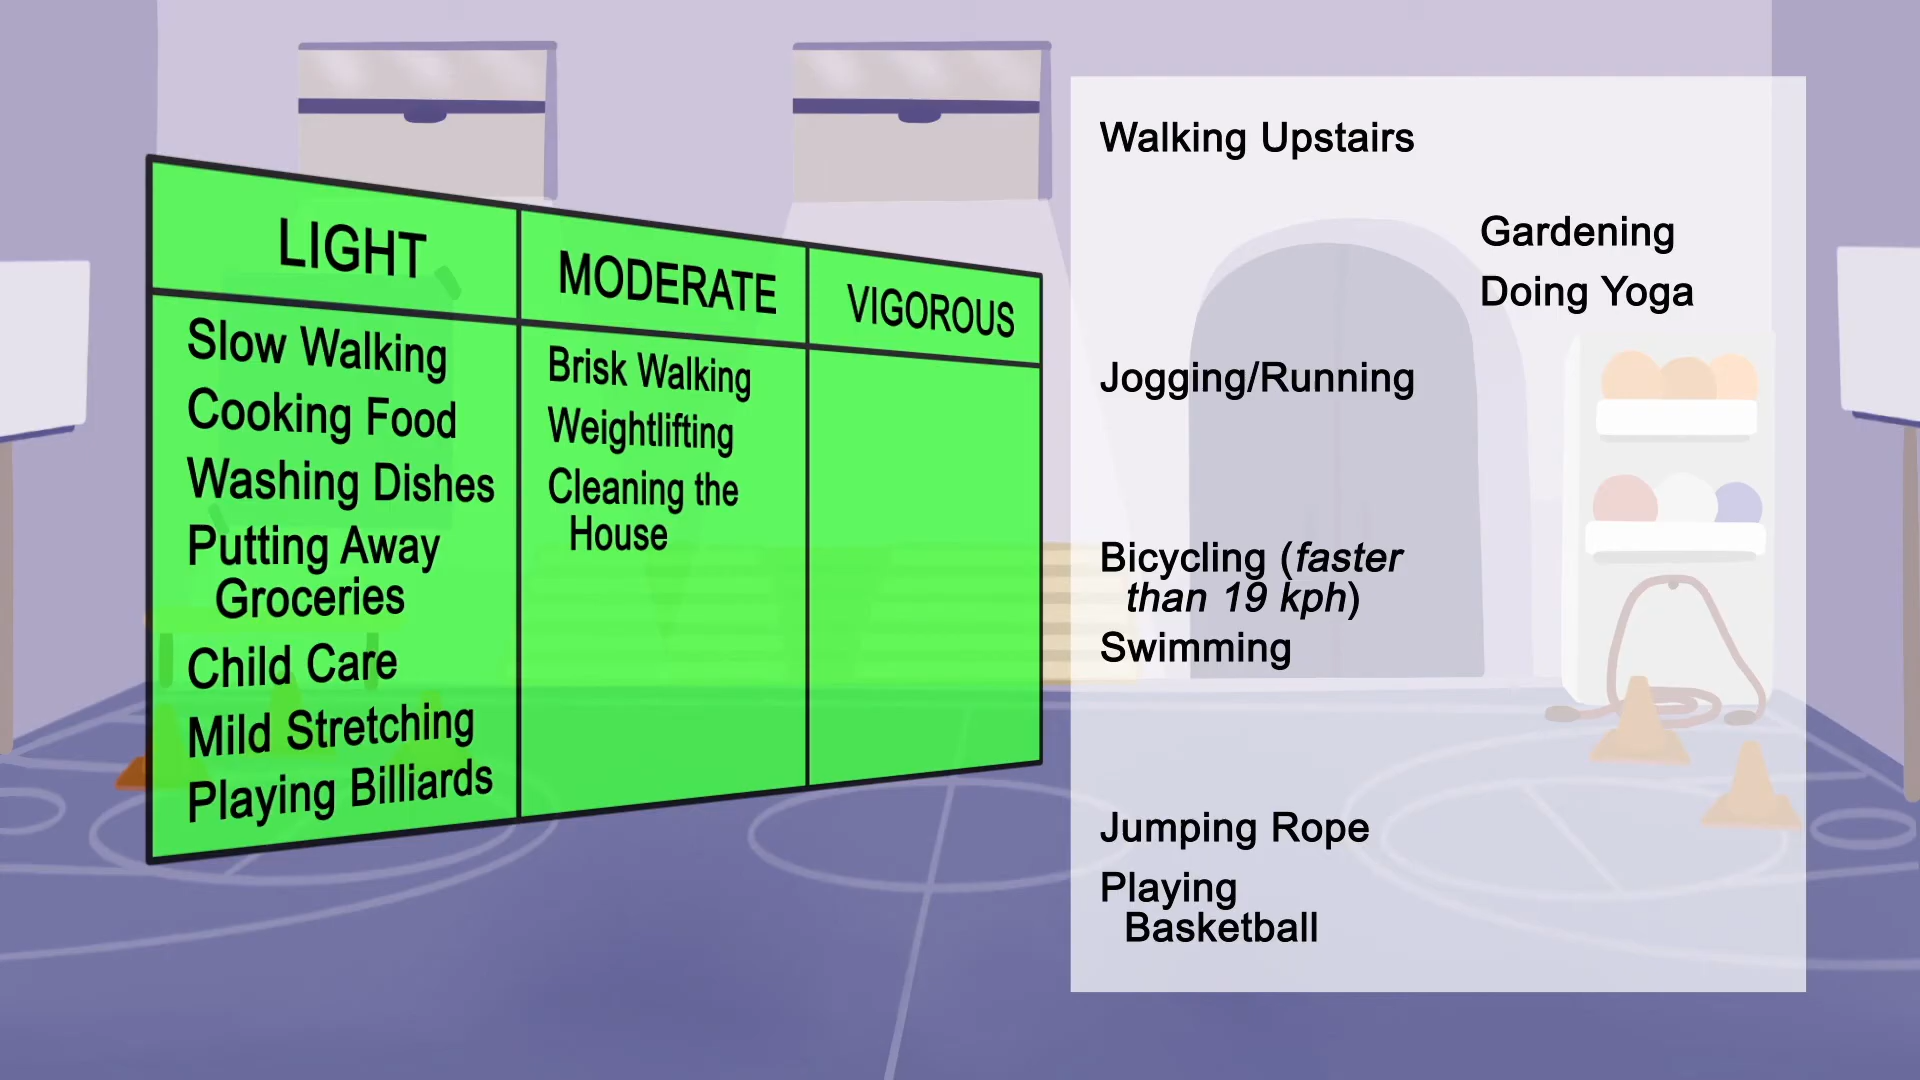 LIGHT
MODERATE
VIGOROUS
Slow Walking
Cooking Food
Washing Dishes
Putting Away
Groceries
Child Care
Mild Stretching
Playing Billiards
Brisk Walking
Weightlifting
Cleaning the
House
Walking Upstairs
Gardening
Doing Yoga
Jogging/Running
Bicycling (faster
than 19 kph)
Swimming
Jumping Rope
Playing
Basketball